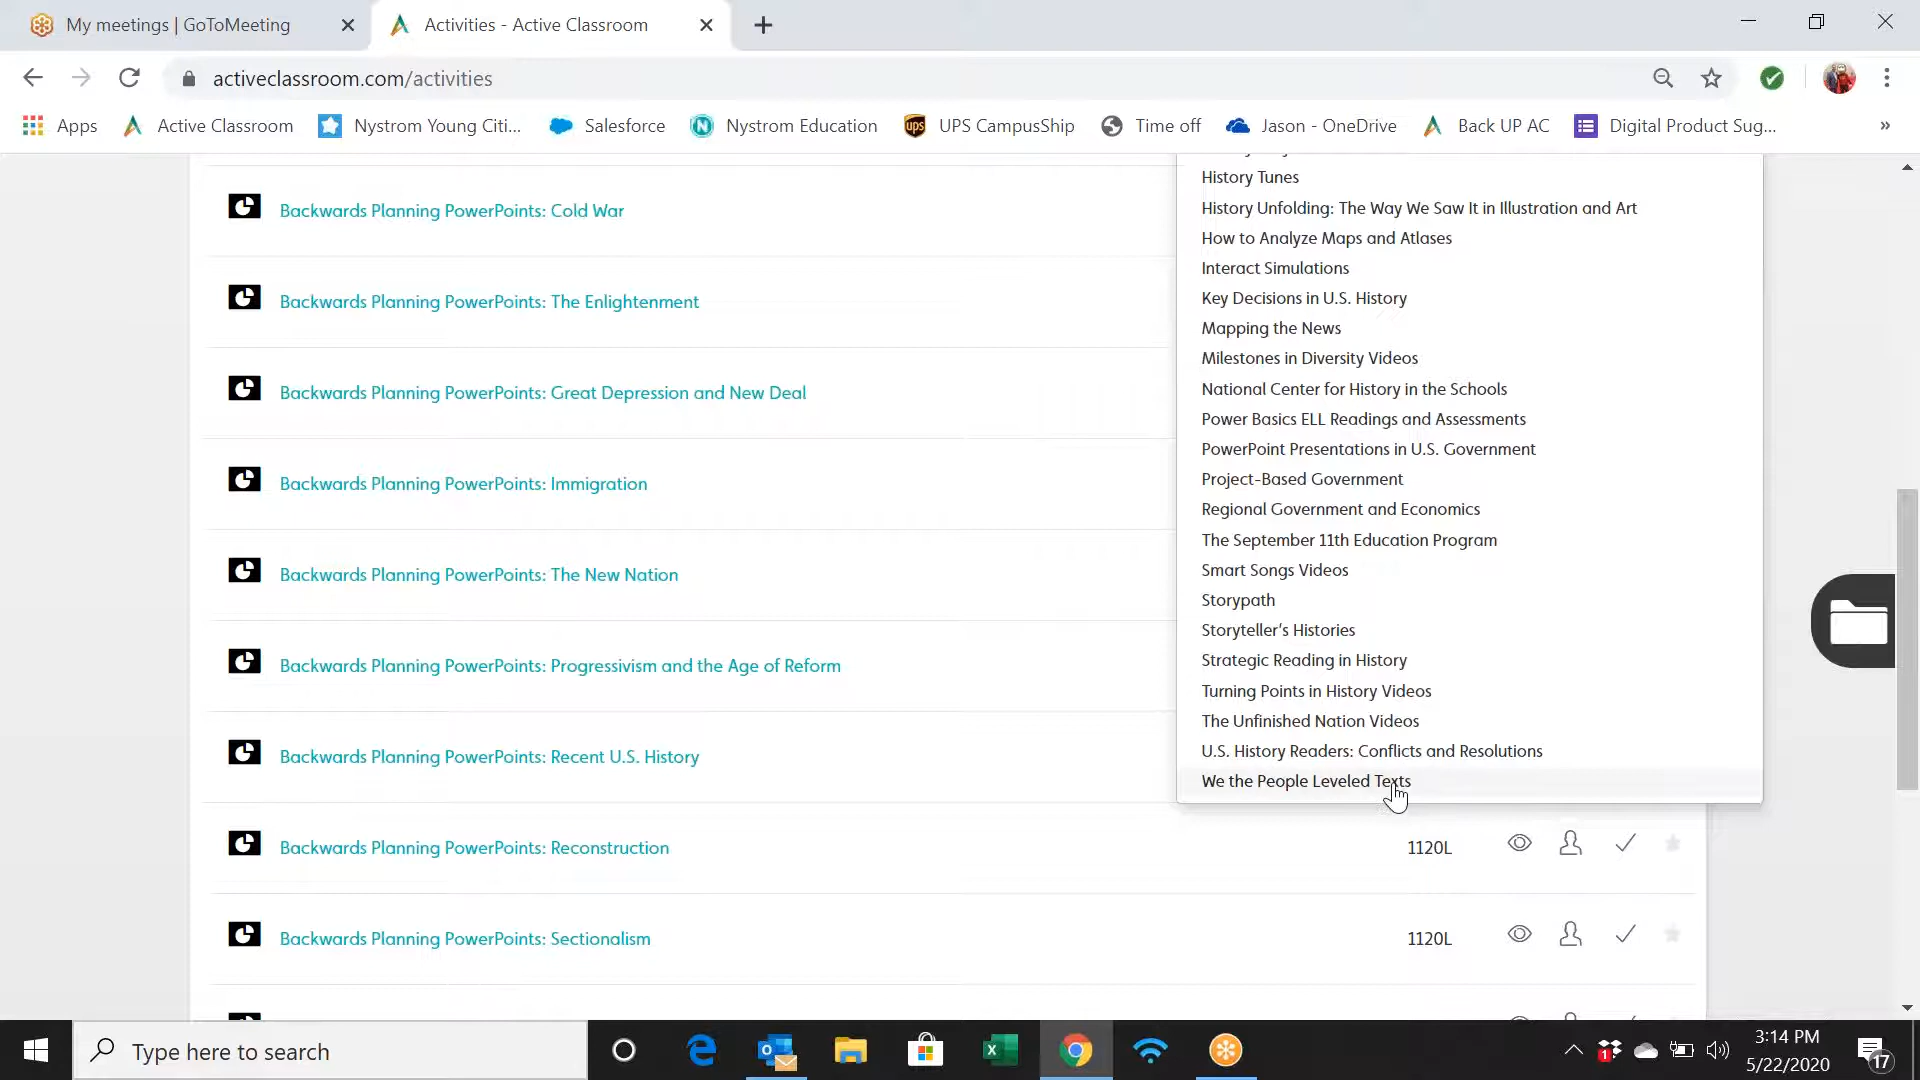 My meetings | GoToMeeting
Activities - Active Classroom
activeclassroom.com/activities
Apps
Active Classroom
Nystrom Young Citi...
Salesforce
Nystrom Education
UPS CampusShip
Time off
Jason - OneDrive
Back UP AC
Digital Product Sug...
»
Backwards Planning PowerPoints: Cold War
Backwards Planning PowerPoints: The Enlightenment
Backwards Planning PowerPoints: Great Depression and New Deal
Backwards Planning PowerPoints: Immigration
Backwards Planning PowerPoints: The New Nation
Backwards Planning PowerPoints: Progressivism and the Age of Reform
Backwards Planning PowerPoints: Recent U.S. History
Backwards Planning PowerPoints: Reconstruction
1120L
Backwards Planning PowerPoints: Sectionalism
1120L
History Tunes
History Unfolding: The Way We Saw It in Illustration and Art
How to Analyze Maps and Atlases
Interact Simulations
Key Decisions in U.S. History
Mapping the News
Milestones in Diversity Videos
National Center for History in the Schools
Power Basics ELL Readings and Assessments
PowerPoint Presentations in U.S. Government
Project-Based Government
Regional Government and Economics
The September 11th Education Program
Smart Songs Videos
Storypath
Storyteller's Histories
Strategic Reading in History
Turning Points in History Videos
The Unfinished Nation Videos
U.S. History Readers: Conflicts and Resolutions
We the People Leveled Texts
Type here to search
1
3:14 PM
5/22/2020
17